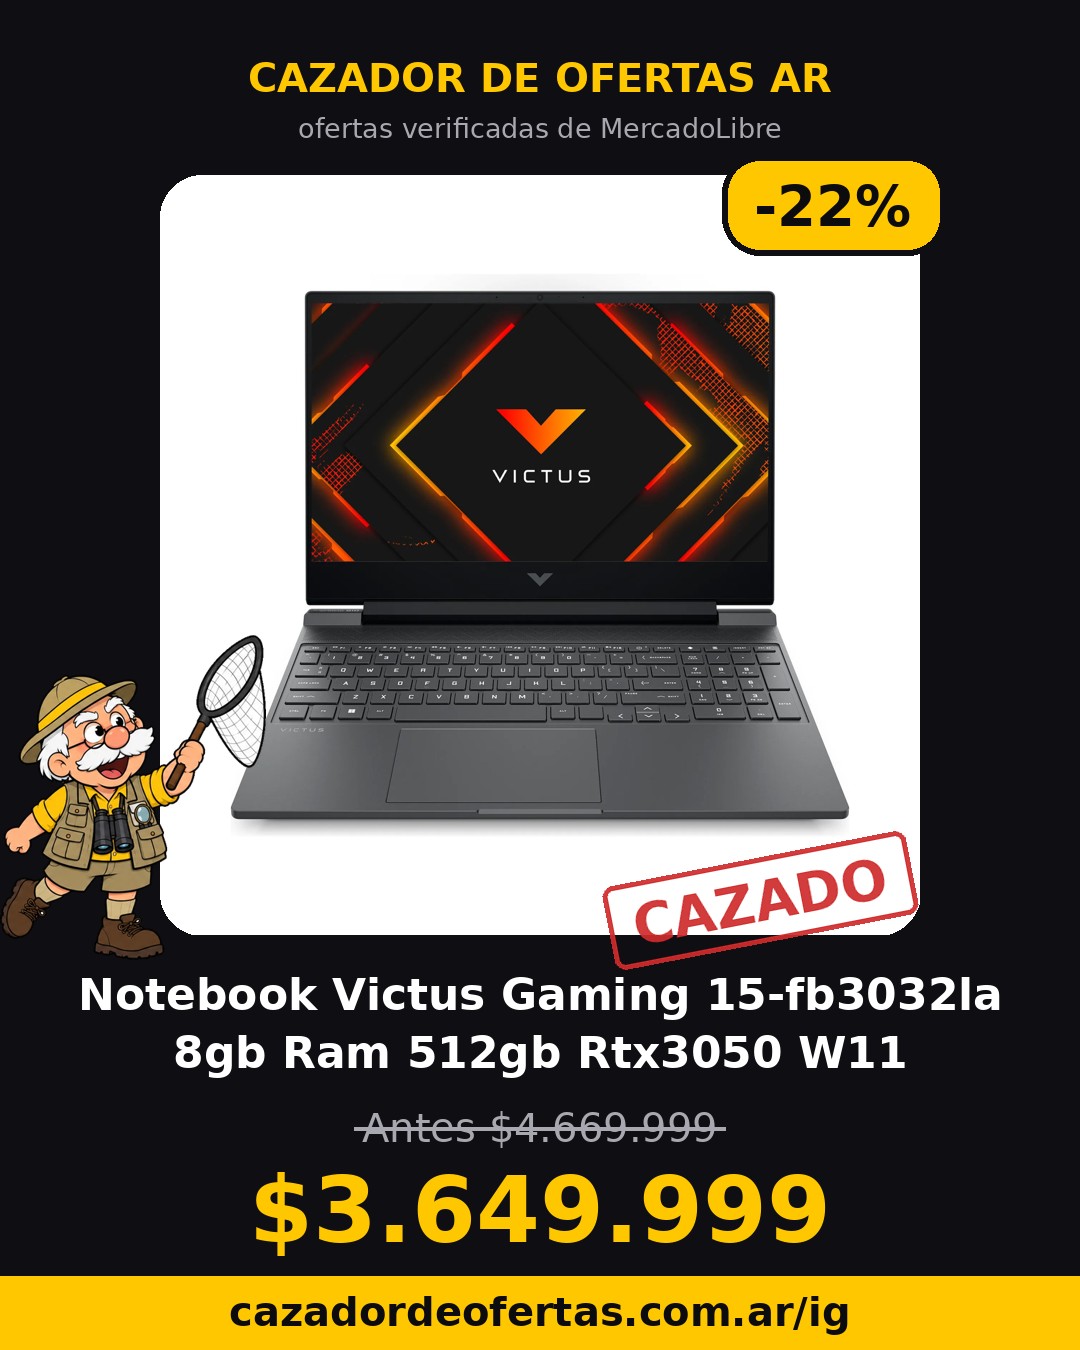 CAZADOR DE OFERTAS AR
ofertas verificadas de MercadoLibre
-22%
VICTUS
VICTUS
CAZADO
Notebook Victus Gaming 15-fb3032la
8gb Ram 512gb Rtx3050 W11
Antes $4.669.999
$3.649.999
cazadordeofertas.com.ar/ig